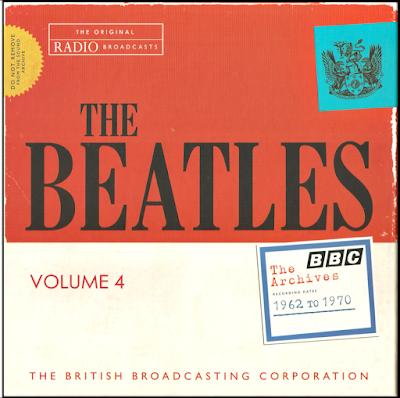 THE ORIGINAL
RADIO BROADCASTS
DO NOT REMOVE
FROM THE SOUND
ARCHIVE
THE
BEATLES
VOLUME 4
BBC
The
Archives
RECORDING DATES
1962 TO 1970
THE BRITISH BROADCASTING CORPORATION